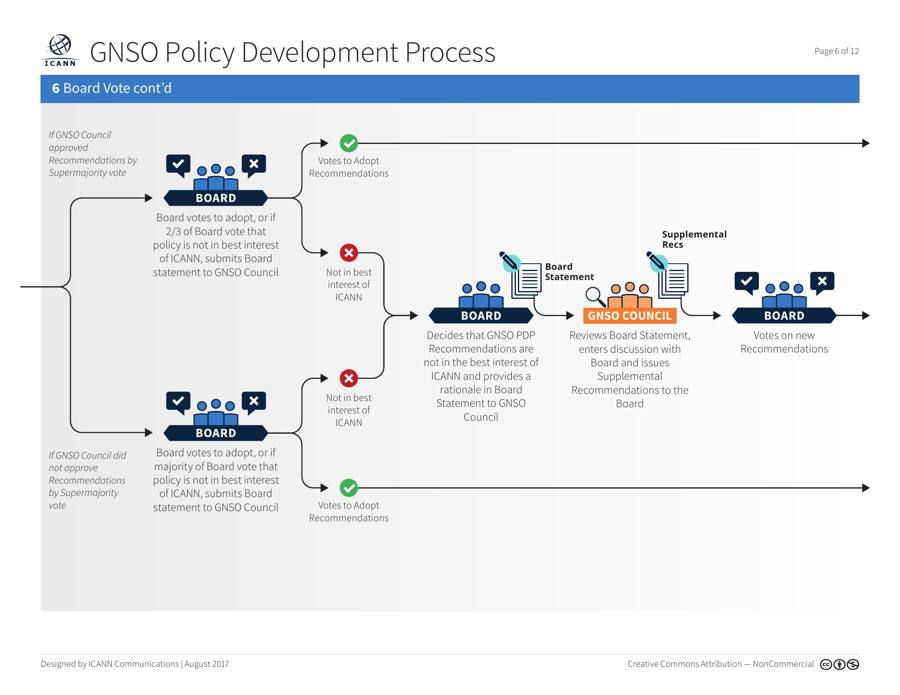 ICANN
GNSO Policy Development Process
Page 6 of 12
6 Board Vote cont’d
If GNSO Council
approved
Recommendations by
Supermajority vote
BOARD
Board votes to adopt, or if
2/3 of Board vote that
policy is not in best interest
of ICANN, submits Board
statement to GNSO Council
Votes to Adopt
Recommendations
Not in best
interest of
ICANN
Board
Statement
BOARD
Decides that GNSO PDP
Recommendations are
not in the best interest of
ICANN and provides a
rationale in Board
Statement to GNSO
Council
Supplemental
Recs
GNSO COUNCIL
Reviews Board Statement,
enters discussion with
Board and issues
Supplemental
Recommendations to the
Board
BOARD
Votes on new
Recommendations
Not in best
interest of
ICANN
If GNSO Council did
not approve
Recommendations
by Supermajority
vote
BOARD
Board votes to adopt, or if
majority of Board vote that
policy is not in best interest
of ICANN, submits Board
statement to GNSO Council
Votes to Adopt
Recommendations
Designed by ICANN Communications | August 2017
Creative Commons Attribution — NonCommercial